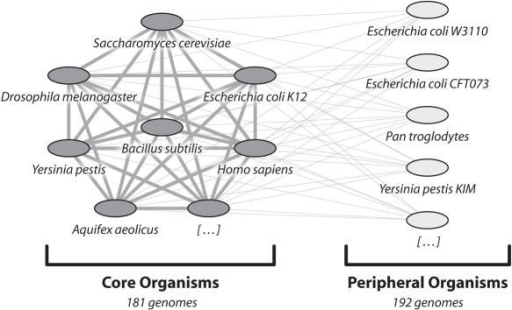 Saccharomyces cerevisiae
Drosophila melanogaster
Escherichia coli K12
Bacillus subtilis
Yersinia pestis
Homo sapiens
Aquifex aeolicus
[...]
Core Organisms
181 genomes
Escherichia coli W3110
Escherichia coli CFT073
Pan troglodytes
Yersinia pestis KIM
[...]
Peripheral Organisms
192 genomes